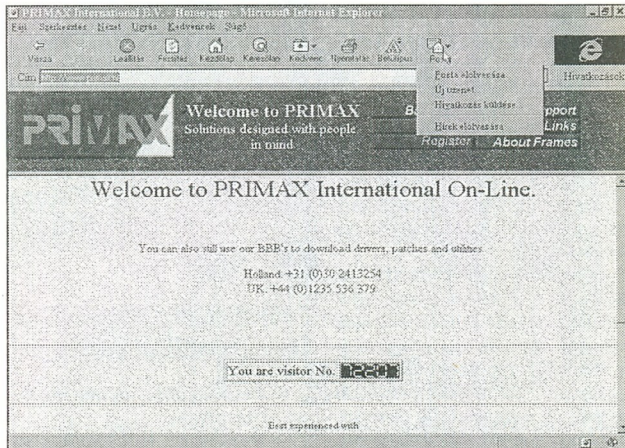 PRIMAX International B.V. - Homepage - Microsoft Internet Explorer
Fájl Szerkesztés Nézet Ugrás Kedvencek Súgó
Vissza Leállítás Frissítés Kezdőlap Keresőlap Kedvenc Nyomtatás Betűtípus Posta
Cím Hivatkozások
Posta elolvasása
Új üzenet
Hivatkozás küldése
Hírek elolvasása
PRIMAX
Welcome to PRIMAX
Solutions designed with people
in mind
Links
Register About Frames
Welcome to PRIMAX International On-Line.
You can also still use our BBB's to download drivers, patches and utilities
Holland. +31 (0)30 2413254
UK. +44 (0)1235 536 379
You are visitor No.
Best experienced with